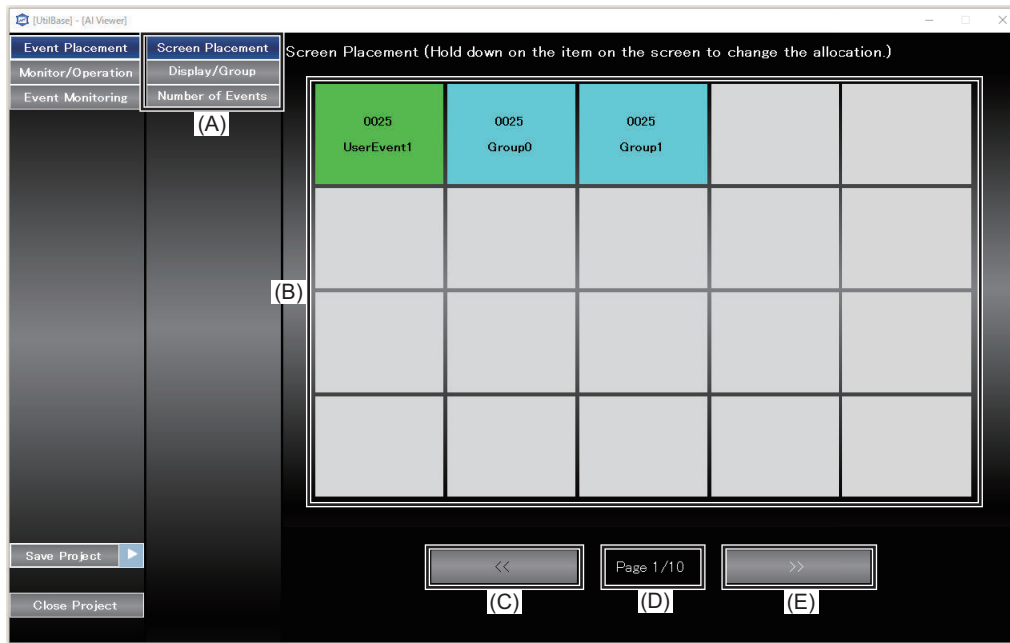 [UtilBase] - [AI Viewer]
Event Placement
Monitor/Operation
Event Monitoring
Screen Placement
Display/Group
Number of Events
(A)
Screen Placement (Hold down on the item on the screen to change the allocation.)
0025
UserEvent1
0025
Group0
0025
Group1
(B)
Save Project
Close Project
<<
Page 1/10
>>
(C)
(D)
(E)